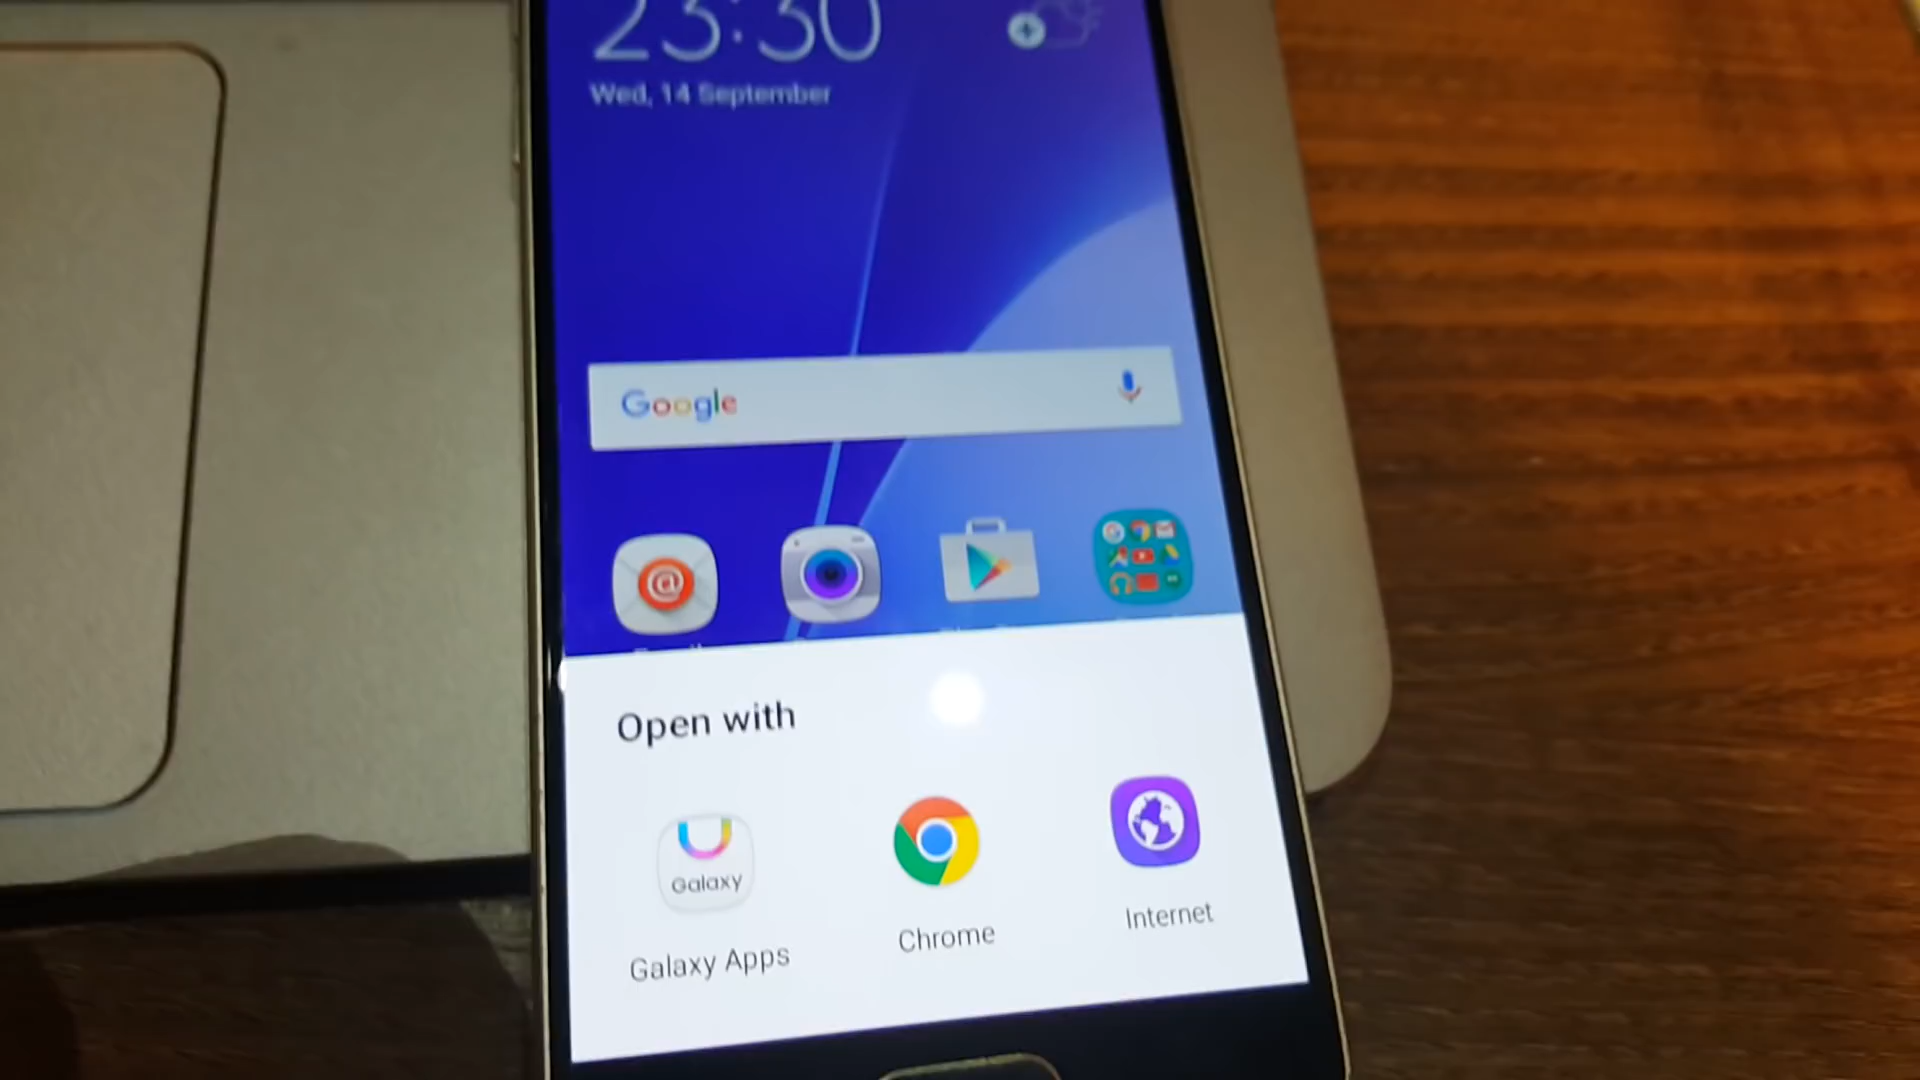 23:30
Wed, 14 September
Google
Open with
Galaxy
Galaxy Apps
Chrome
Internet